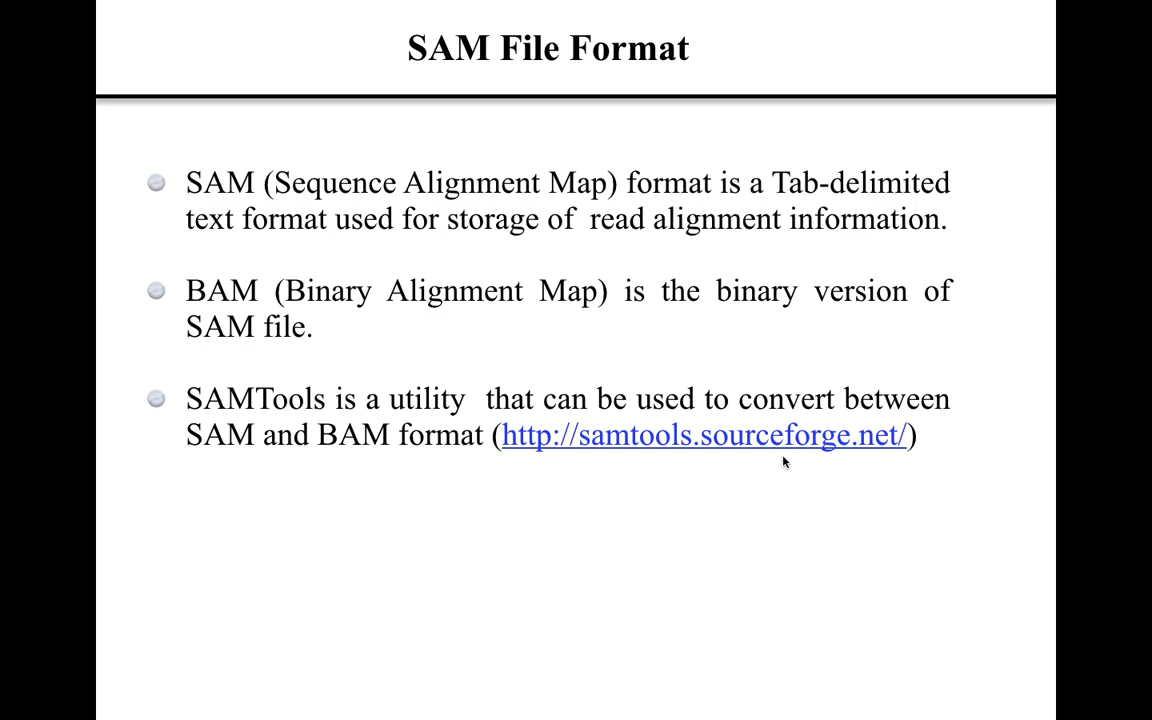 SAM File Format
SAM (Sequence Alignment Map) format is a Tab-delimited
text format used for storage of read alignment information.
BAM (Binary Alignment Map) is the binary version of
SAM file.
SAMTools is a utility that can be used to convert between
SAM and BAM format (http://samtools.sourceforge.net/)